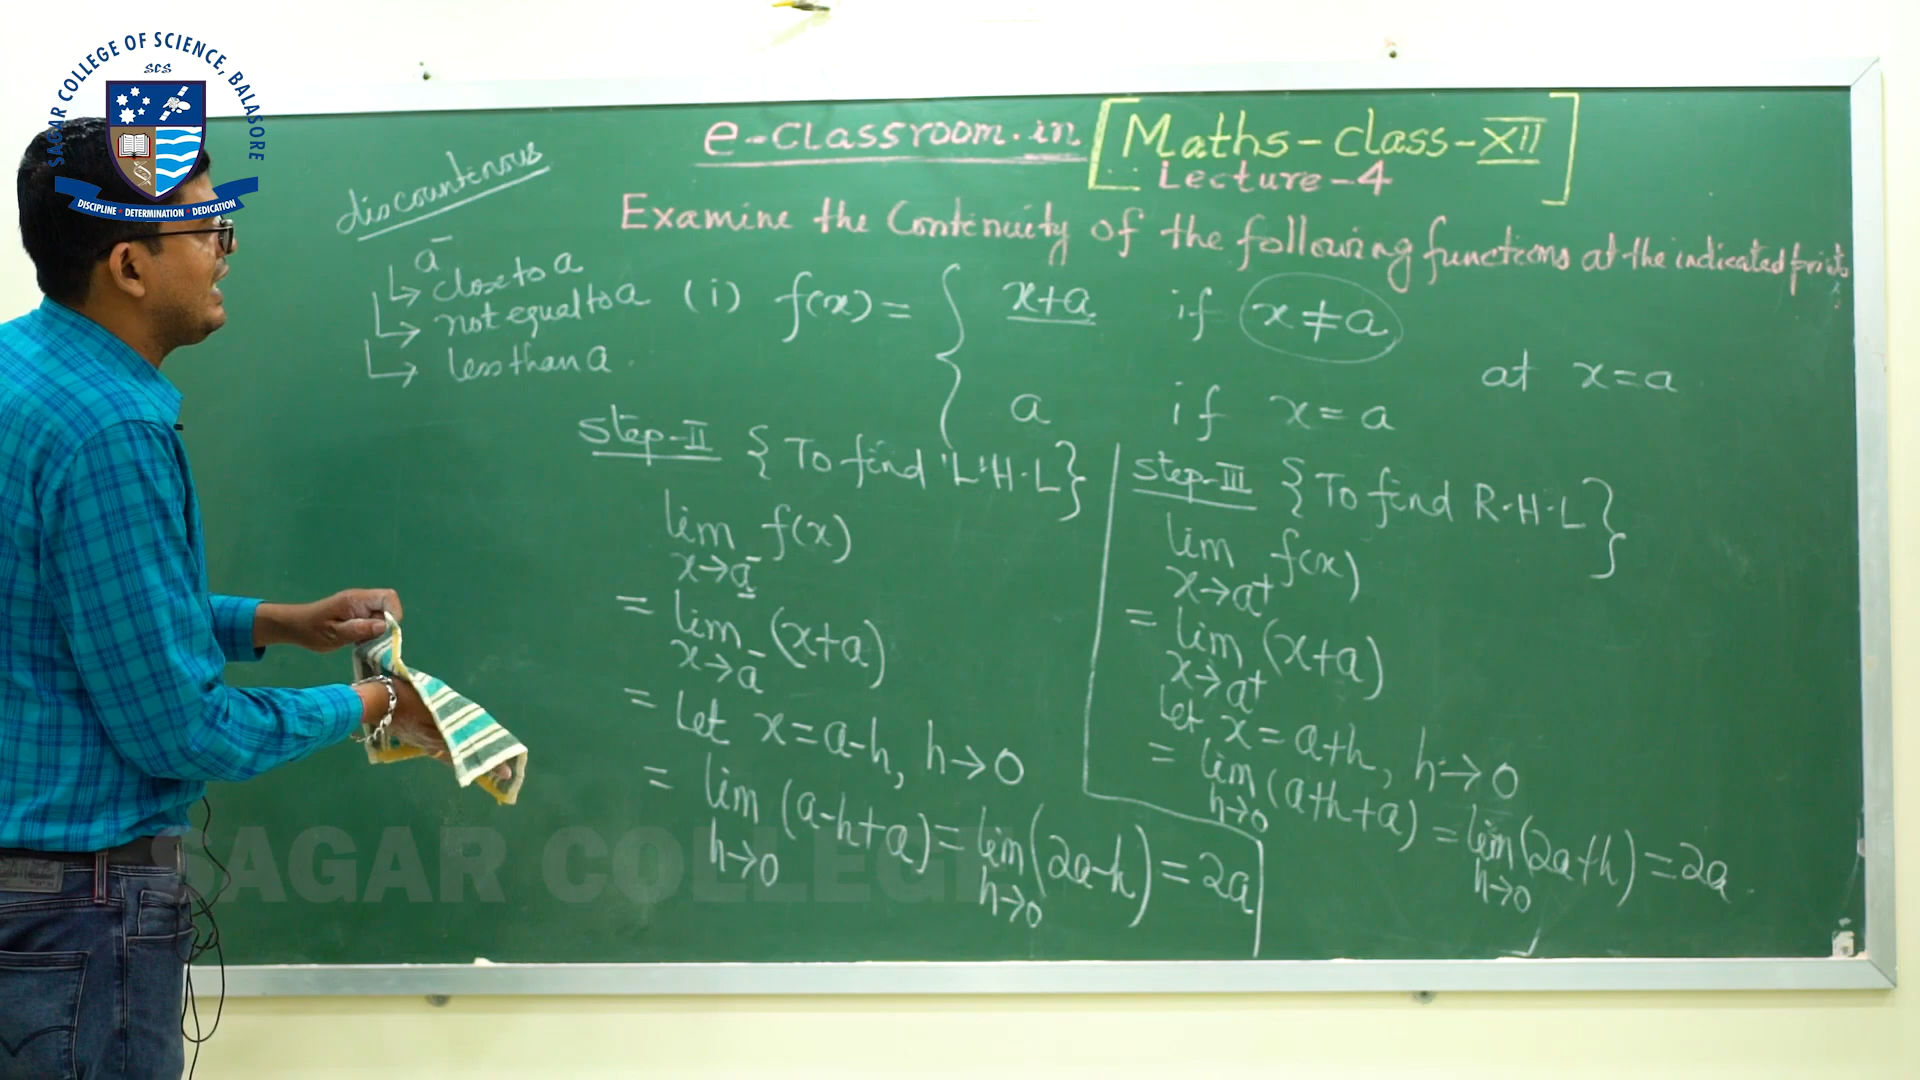 SAGAR COLLEGE OF SCIENCE, BALASORE
SCS
DISCIPLINE • DETERMINATION • DEDICATION
e-classroom.in [Maths-class-XII
Lecture-4]
Examine the Continuity of the following functions at the indicated points
discountenous
a⁻
↳ close to a
↳ not equal to a
↳ less than a.
(i) f(x) = { x+a if x≠a
a if x=a
at x=a
Step-II {To find 'L'H.L}
lim f(x)
x→a⁻
= lim (x+a)
x→a⁻
= Let x=a-h, h→0
= lim (a-h+a) = lim (2a-h) = 2a
h→0 h→0
Step-III {To find R.H.L}
lim f(x)
x→a⁺
= lim (x+a)
x→a⁺
Let, x=a+h, h→0
= lim (a+h+a) = lim (2a+h) = 2a.
h→0 h→0
SAGAR COLLEGE